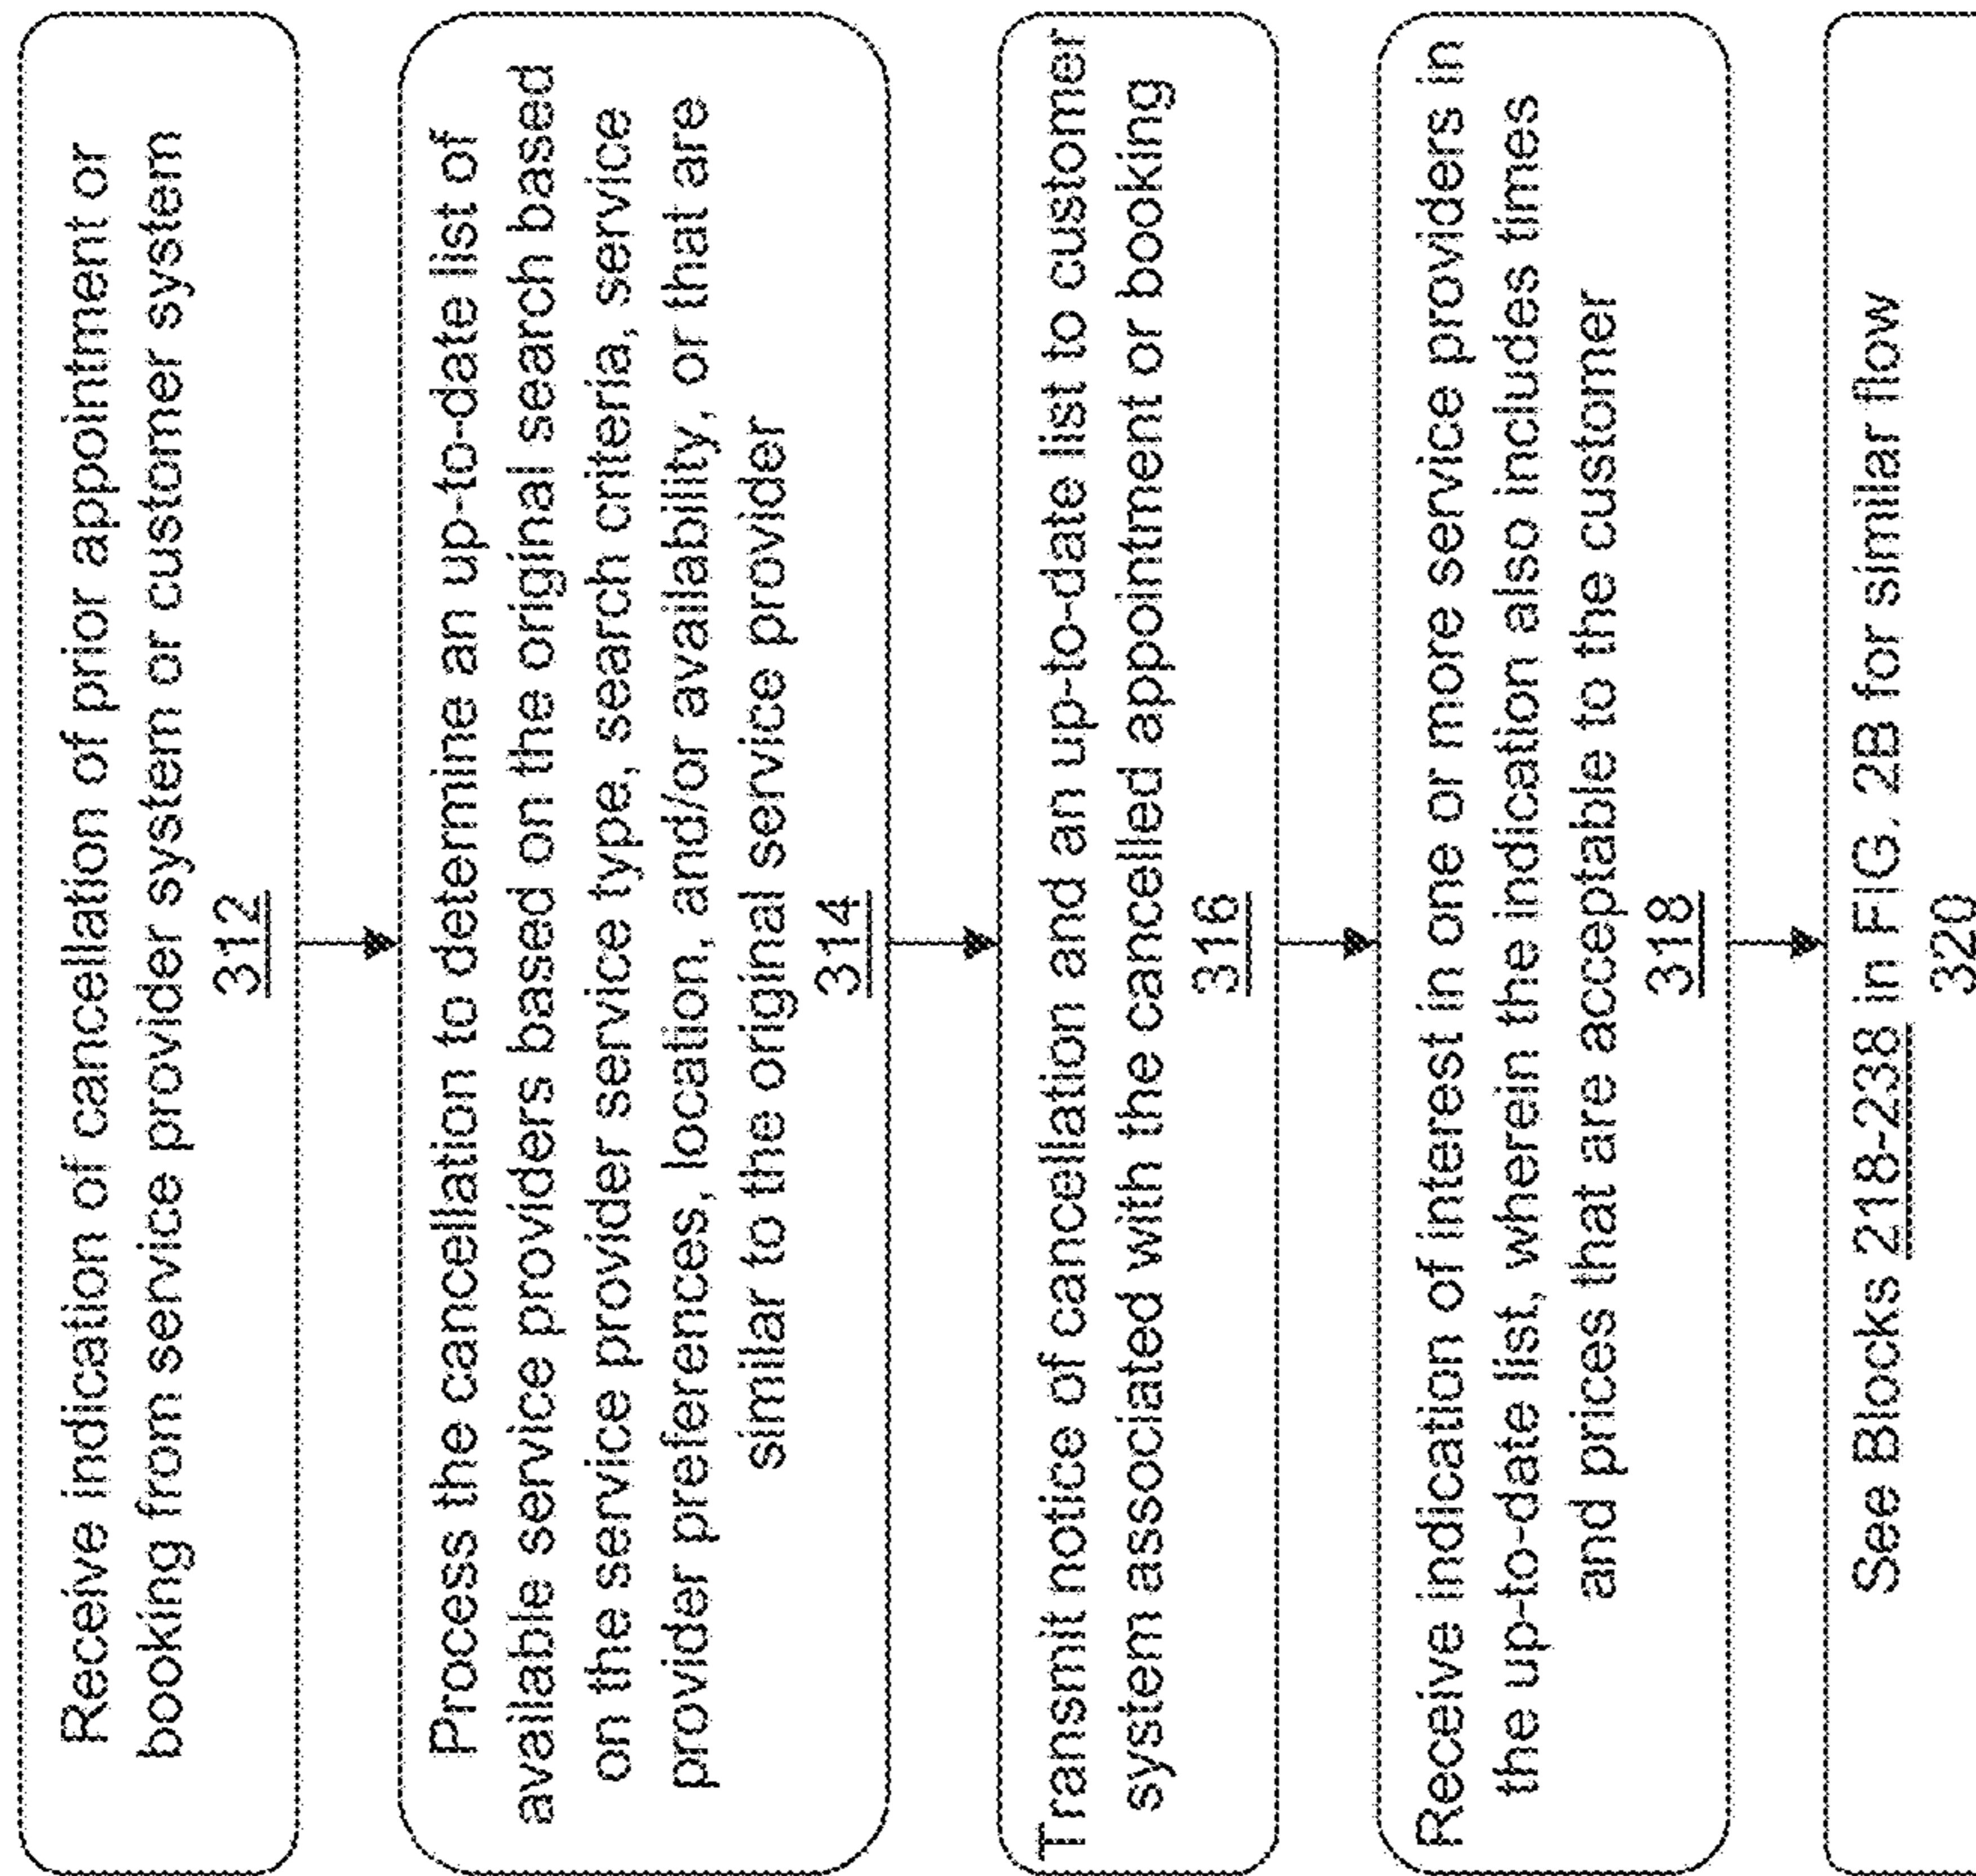 Receive indication of cancellation of prior appointment or
booking from service provider system or customer system
312
Process the cancellation to determine an up-to-date list of
available service providers based on the original search based
on the service provider service type, search criteria, service
provider preferences, location, and/or availability, or that are
similar to the original service provider
314
Transmit notice of cancellation and an up-to-date list to customer
system associated with the cancelled appointment or booking
316
Receive indication of interest in one or more service providers in
the up-to-date list, wherein the indication also includes times
and prices that are acceptable to the customer
318
See Blocks 218-238 in FIG. 2B for similar flow
320